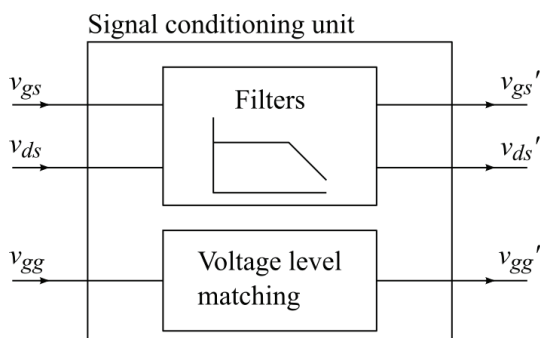 Signal conditioning unit
v_gs
v_ds
v_gg
Filters
Voltage level
matching
v_gs′
v_ds′
v_gg′